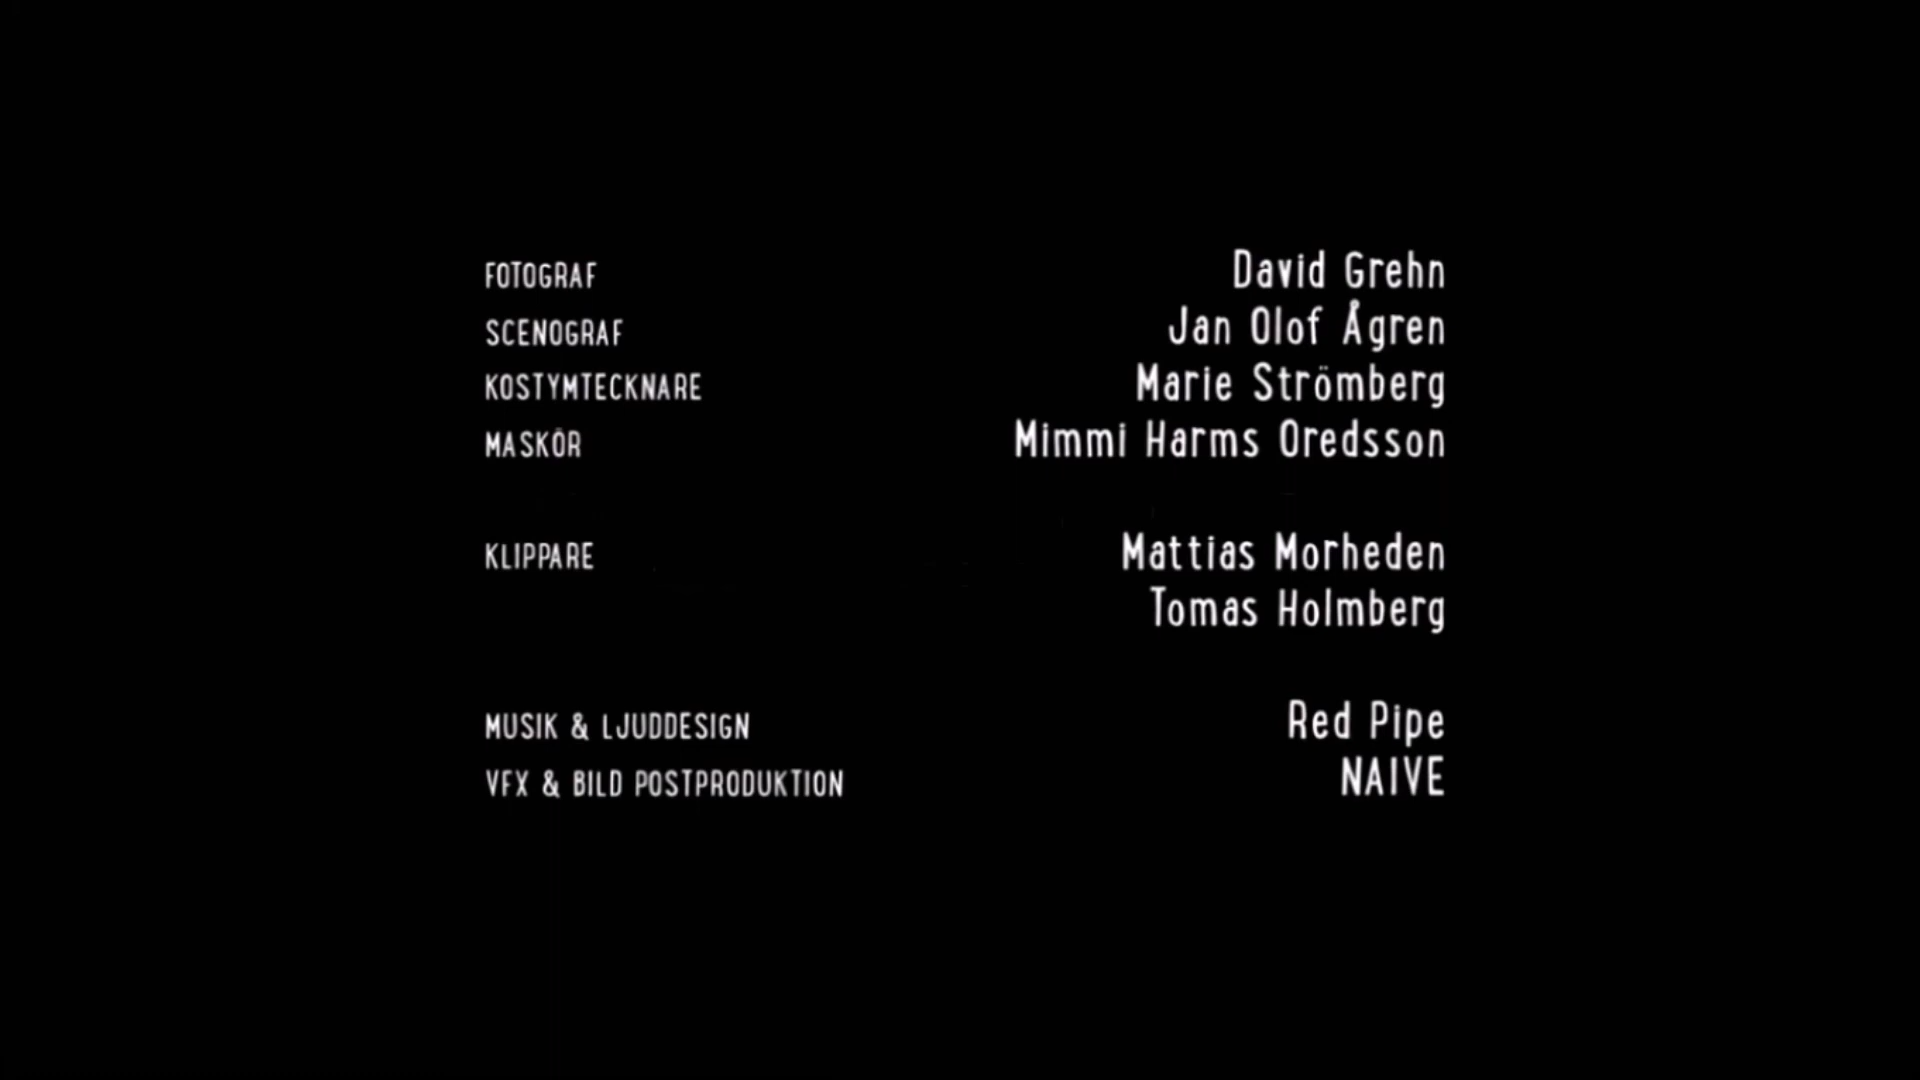 FOTOGRAF David Grehn
SCENOGRAF Jan Olof Ågren
KOSTYMTECKNARE Marie Strömberg
MASKÖR Mimmi Harms Oredsson
KLIPPARE Mattias Morheden
Tomas Holmberg
MUSIK & LJUDDESIGN Red Pipe
VFX & BILD POSTPRODUKTION NAIVE